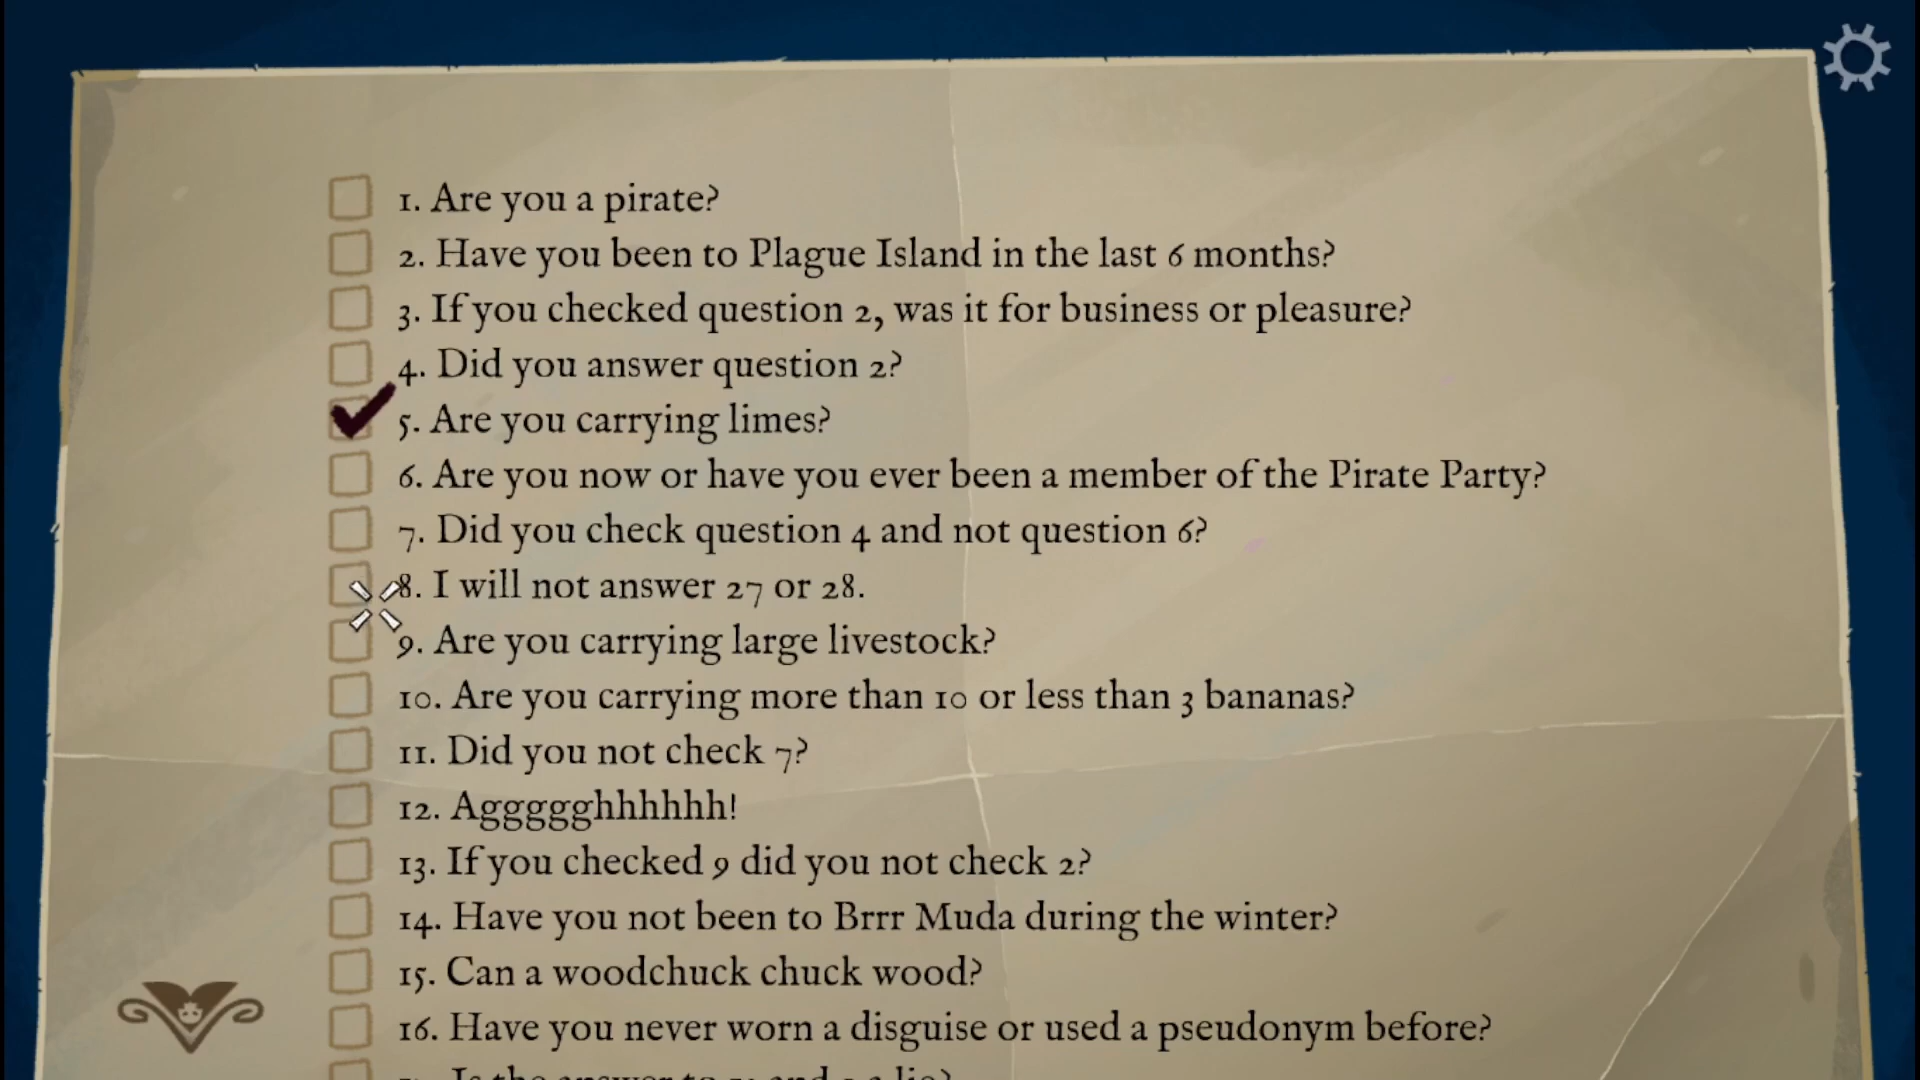 1. Are you a pirate?
2. Have you been to Plague Island in the last 6 months?
3. If you checked question 2, was it for business or pleasure?
4. Did you answer question 2?
5. Are you carrying limes?
6. Are you now or have you ever been a member of the Pirate Party?
7. Did you check question 4 and not question 6?
8. I will not answer 27 or 28.
9. Are you carrying large livestock?
10. Are you carrying more than 10 or less than 3 bananas?
11. Did you not check 7?
12. Agggggghhhhhh!
13. If you checked 9 did you not check 2?
14. Have you not been to Brrr Muda during the winter?
15. Can a woodchuck chuck wood?
16. Have you never worn a disguise or used a pseudonym before?
Is the answer to